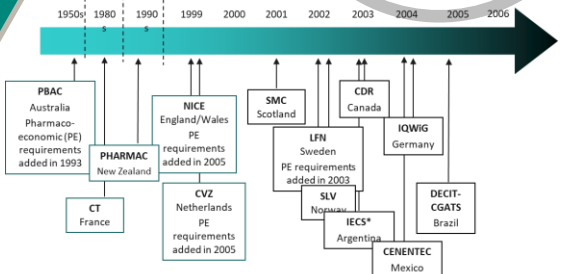 1950s 1980s 1990s 1999 2000 2001 2002 2003 2004 2005 2006
PBAC
Australia
Pharmaco-
economic (PE)
requirements
added in 1993
PHARMAC
New Zealand
CT
France
NICE
England/Wales
PE
requirements
added in 2005
CVZ
Netherlands
PE
requirements
added in 2005
SMC
Scotland
LFN
Sweden
PE requirements
added in 2003
SLV
Norway
CDR
Canada
IECS*
Argentina
IQWiG
Germany
CENENTEC
Mexico
DECIT-
CGATS
Brazil